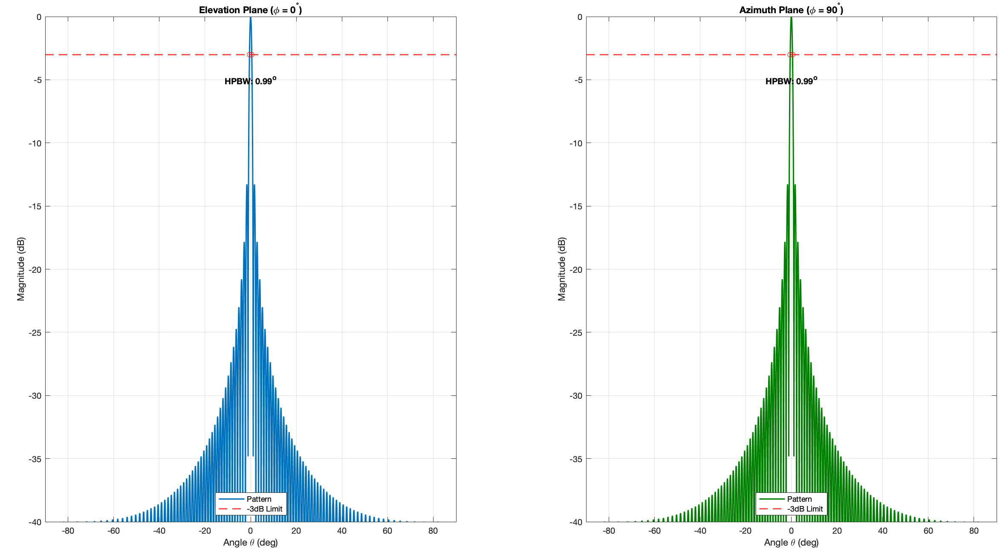 Elevation Plane (ϕ = 0°)
0
-5
-10
-15
-20
-25
-30
-35
-40
Magnitude (dB)
HPBW: 0.99°
Pattern
-3dB Limit
-80 -60 -40 -20 0 20 40 60 80
Angle θ (deg)
Azimuth Plane (ϕ = 90°)
0
-5
-10
-15
-20
-25
-30
-35
-40
Magnitude (dB)
HPBW: 0.99°
Pattern
-3dB Limit
-80 -60 -40 -20 0 20 40 60 80
Angle θ (deg)